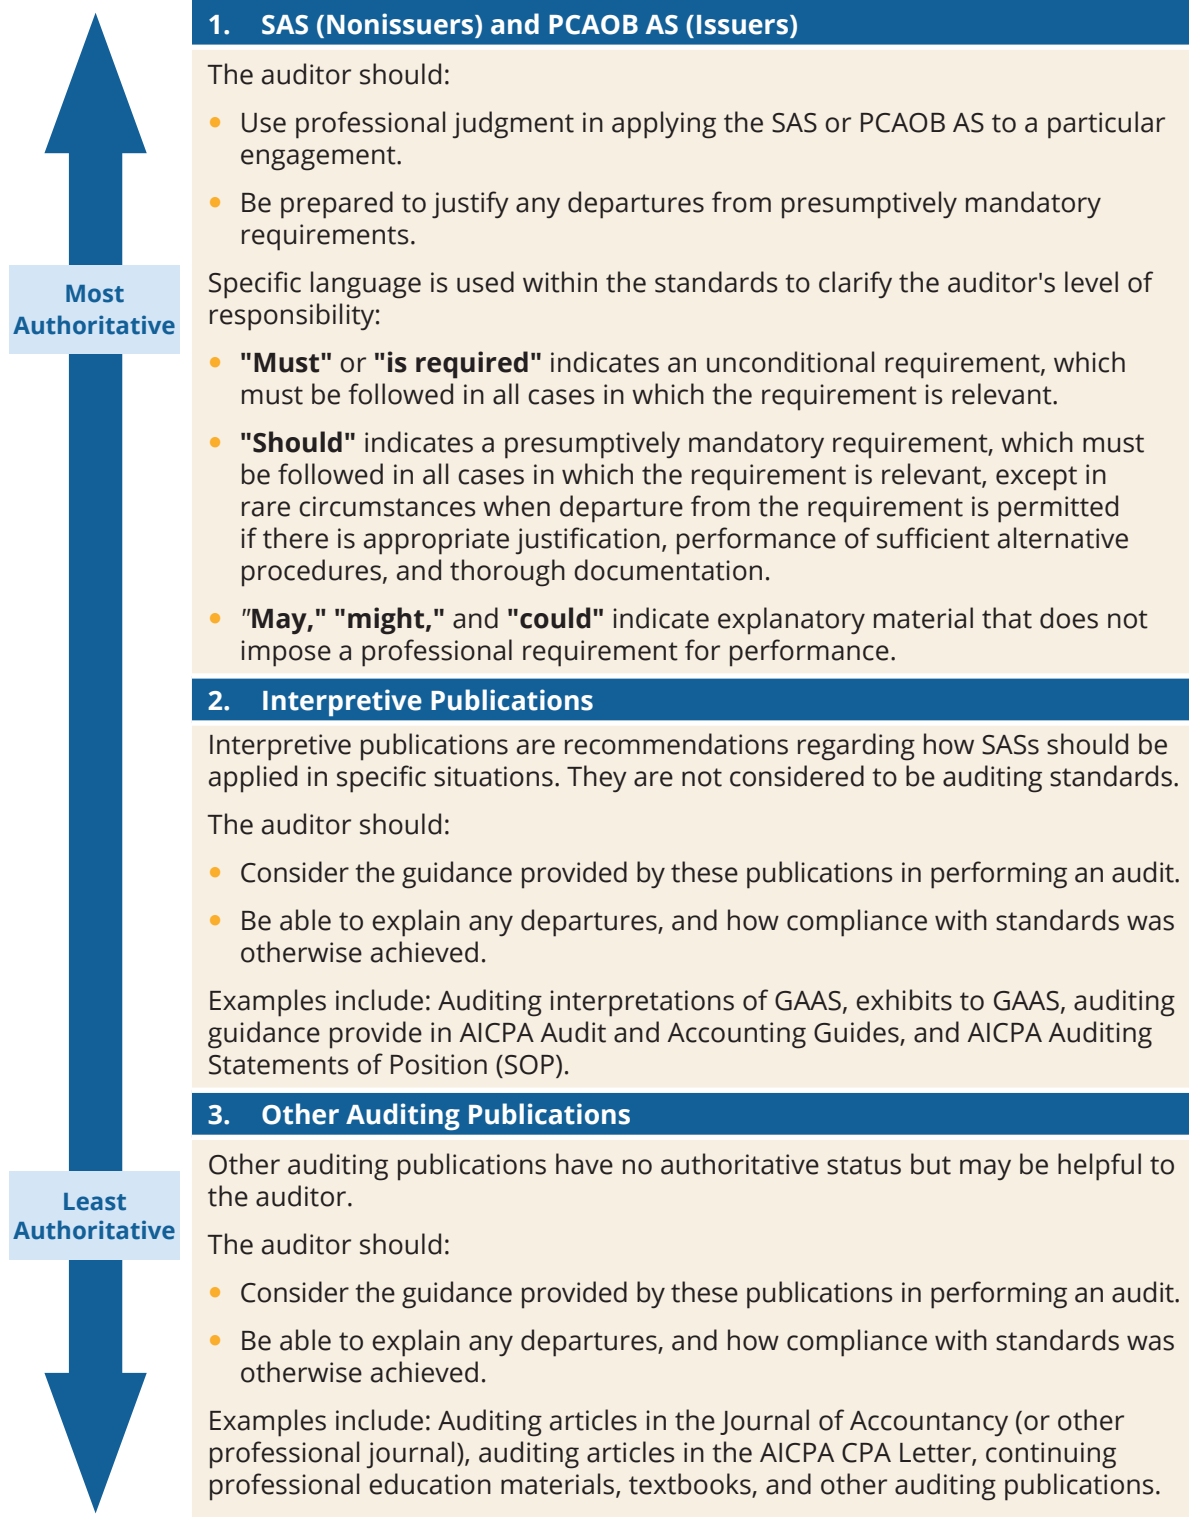 1. SAS (Nonissuers) and PCAOB AS (Issuers)
The auditor should:
• Use professional judgment in applying the SAS or PCAOB AS to a particular
engagement.
• Be prepared to justify any departures from presumptively mandatory
requirements.
Most
Authoritative
Specific language is used within the standards to clarify the auditor's level of
responsibility:
• "Must" or "is required" indicates an unconditional requirement, which
must be followed in all cases in which the requirement is relevant.
• "Should" indicates a presumptively mandatory requirement, which must
be followed in all cases in which the requirement is relevant, except in
rare circumstances when departure from the requirement is permitted
if there is appropriate justification, performance of sufficient alternative
procedures, and thorough documentation.
• "May," "might," and "could" indicate explanatory material that does not
impose a professional requirement for performance.
2. Interpretive Publications
Interpretive publications are recommendations regarding how SASs should be
applied in specific situations. They are not considered to be auditing standards.
The auditor should:
• Consider the guidance provided by these publications in performing an audit.
• Be able to explain any departures, and how compliance with standards was
otherwise achieved.
Examples include: Auditing interpretations of GAAS, exhibits to GAAS, auditing
guidance provide in AICPA Audit and Accounting Guides, and AICPA Auditing
Statements of Position (SOP).
3. Other Auditing Publications
Other auditing publications have no authoritative status but may be helpful to
the auditor.
Least
Authoritative
The auditor should:
• Consider the guidance provided by these publications in performing an audit.
• Be able to explain any departures, and how compliance with standards was
otherwise achieved.
Examples include: Auditing articles in the Journal of Accountancy (or other
professional journal), auditing articles in the AICPA CPA Letter, continuing
professional education materials, textbooks, and other auditing publications.